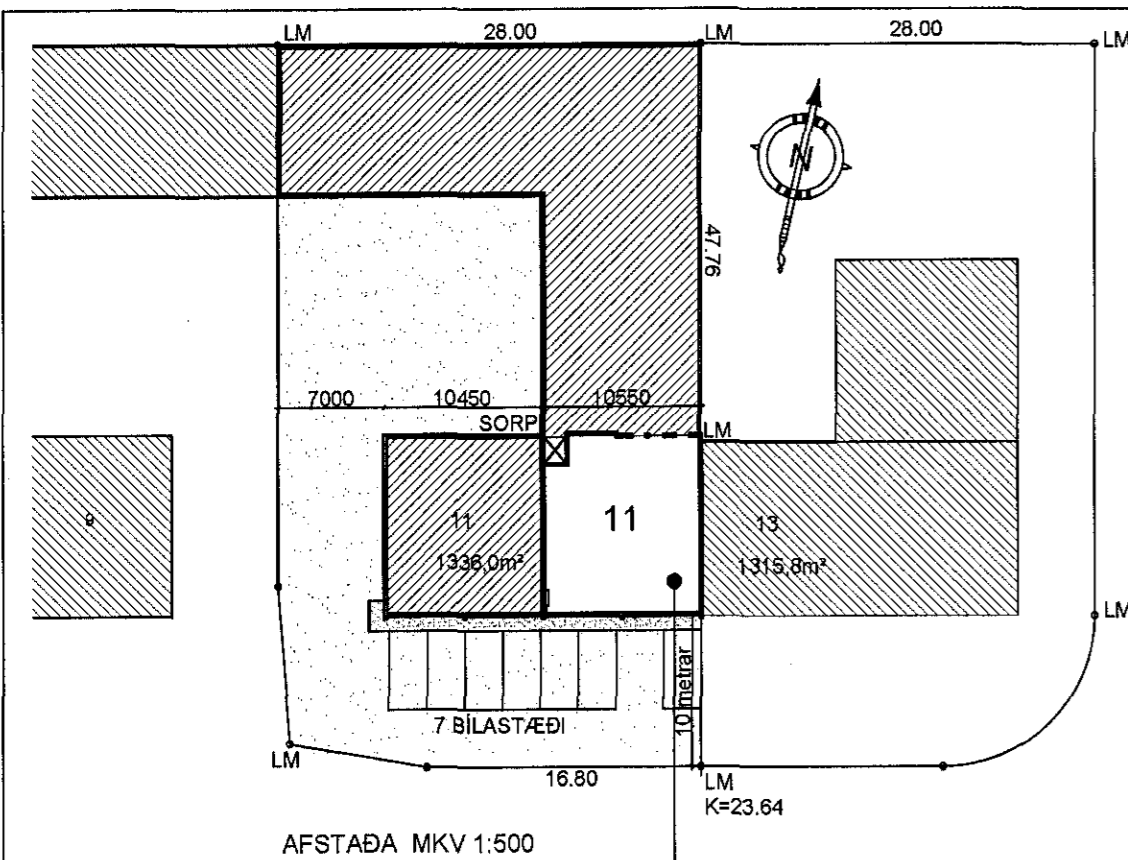 LM 28.00 LM 28.00 LM
N
47.76
7000 10450 10550
SORP LM
9 11 11 13
1336,0m² 1315,8m²
LM
10 metrar
7 BÍLASTÆÐI
LM 16.80 LM
K=23.64
AFSTAÐA MKV 1:500